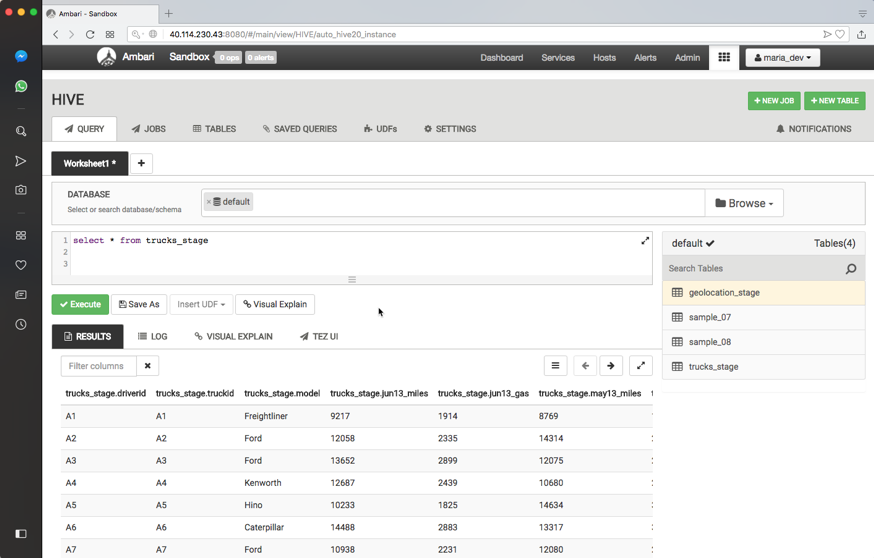 Ambari - Sandbox
40.114.230.43:8080/#/main/view/HIVE/auto_hive20_instance
Ambari Sandbox 0 ops 0 alerts Dashboard Services Hosts Alerts Admin maria_dev
HIVE
+ NEW JOB + NEW TABLE
QUERY JOBS TABLES SAVED QUERIES UDFs SETTINGS NOTIFICATIONS
Worksheet1 * +
DATABASE
Select or search database/schema
× default
Browse
1 select * from trucks_stage
2
3
default Tables(4)
Search Tables
geolocation_stage
sample_07
sample_08
trucks_stage
Execute Save As Insert UDF Visual Explain
RESULTS LOG VISUAL EXPLAIN TEZ UI
Filter columns
trucks_stage.driverid trucks_stage.truckid trucks_stage.model trucks_stage.jun13_miles trucks_stage.jun13_gas trucks_stage.may13_miles
A1 A1 Freightliner 9217 1914 8769
A2 A2 Ford 12058 2335 14314
A3 A3 Ford 13652 2899 12075
A4 A4 Kenworth 12687 2439 10680
A5 A5 Hino 10233 1825 14634
A6 A6 Caterpillar 14488 2883 13317
A7 A7 Ford 10938 2231 12080